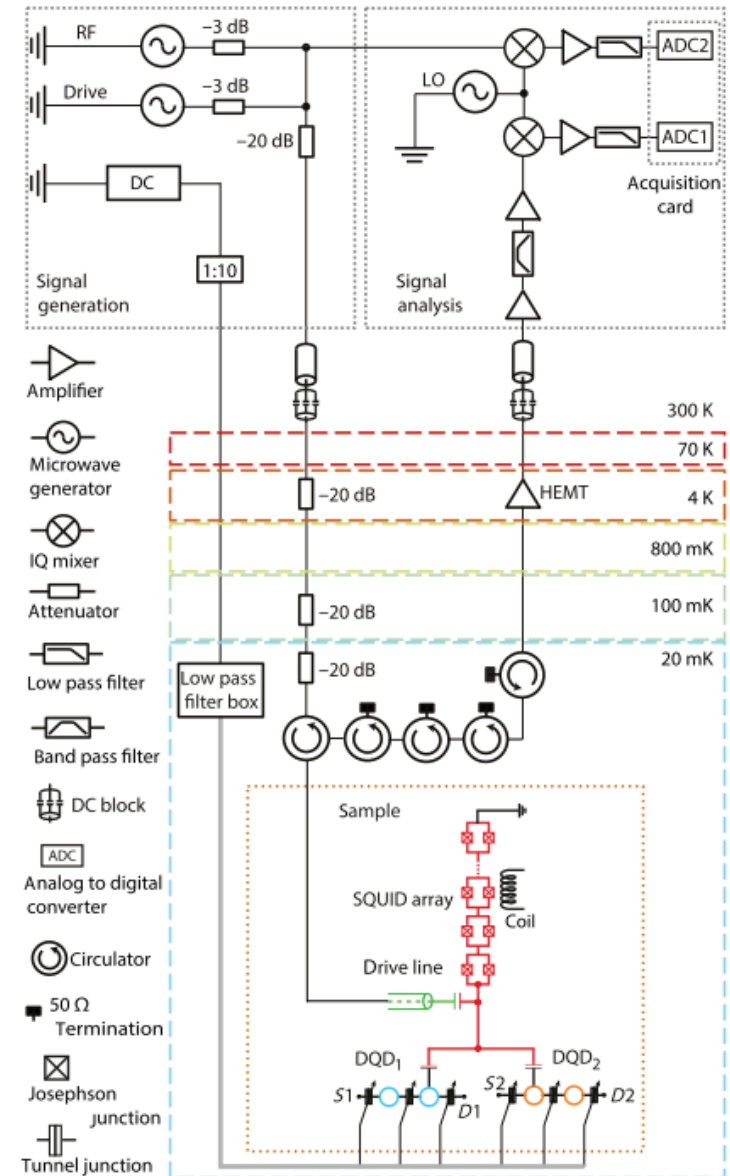 RF
−3 dB
Drive
−3 dB
−20 dB
DC
1:10
Signal
generation
LO
ADC2
ADC1
Acquisition
card
Signal
analysis
300 K
70 K
HEMT
−20 dB
4 K
800 mK
−20 dB
100 mK
−20 dB
20 mK
Low pass
filter box
Sample
SQUID array
Coil
Drive line
DQD1
DQD2
S1
D1
S2
D2
Amplifier
Microwave
generator
IQ mixer
Attenuator
Low pass filter
Band pass filter
DC block
ADC
Analog to digital
converter
Circulator
50 Ω
Termination
Josephson
junction
Tunnel junction